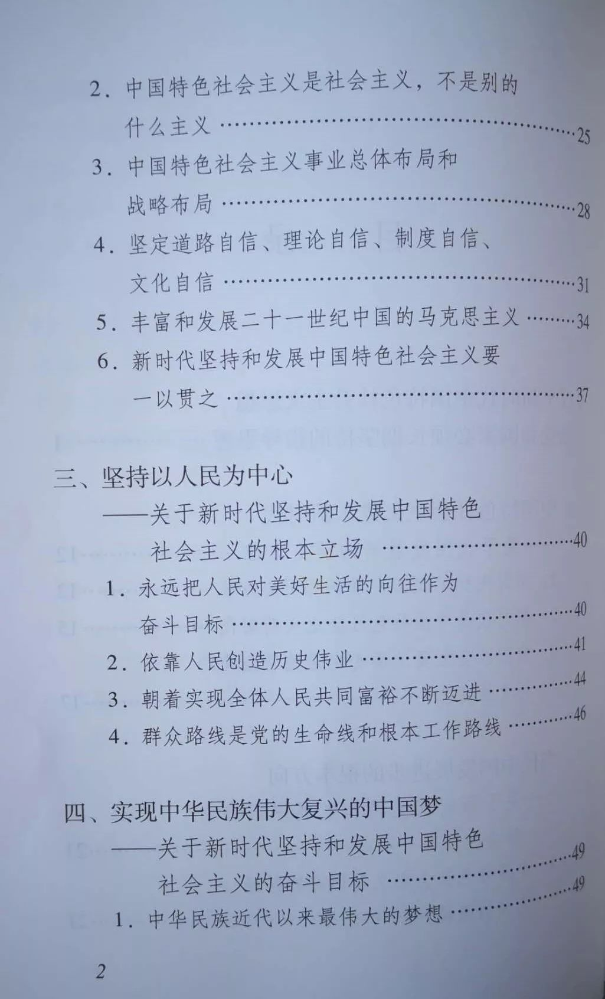 2. 中国特色社会主义是社会主义，不是别的
什么主义 ……………………………………25
3. 中国特色社会主义事业总体布局和
战略布局 ……………………………………28
4. 坚定道路自信、理论自信、制度自信、
文化自信 ……………………………………31
5. 丰富和发展二十一世纪中国的马克思主义 ………34
6. 新时代坚持和发展中国特色社会主义要
一以贯之 ……………………………………37
三、坚持以人民为中心
——关于新时代坚持和发展中国特色
社会主义的根本立场 ……………………40
1. 永远把人民对美好生活的向往作为
奋斗目标 ……………………………………40
2. 依靠人民创造历史伟业 ……………………41
3. 朝着实现全体人民共同富裕不断迈进 …………44
4. 群众路线是党的生命线和根本工作路线 ………46
四、实现中华民族伟大复兴的中国梦
——关于新时代坚持和发展中国特色
社会主义的奋斗目标 ……………………49
1. 中华民族近代以来最伟大的梦想 ……………49
2